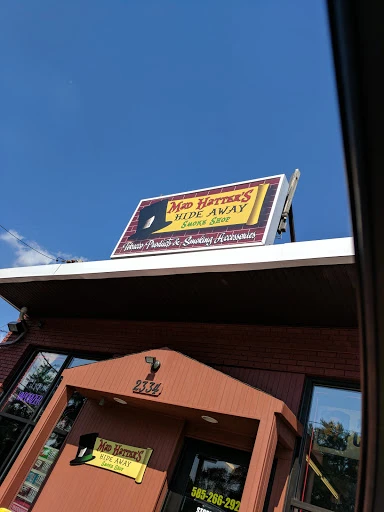 MAD HATTER'S
HIDE AWAY
SMOKE SHOP
Tobacco Products & Smoking Accessories
2334
MAD HATTER'S
HIDE AWAY
SMOKE SHOP
585-266-292